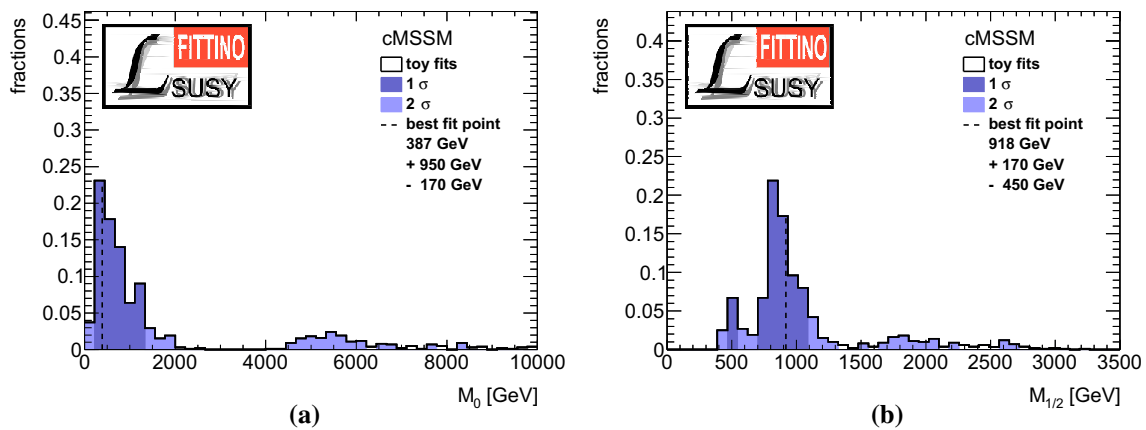 fractions
0.45
0.4
0.35
0.3
0.25
0.2
0.15
0.1
0.05
0
FITTINO
SUSY
cMSSM
toy fits
1 σ
2 σ
best fit point
387 GeV
+ 950 GeV
- 170 GeV
0 2000 4000 6000 8000 10000
M0 [GeV]
(a)
fractions
0.4
0.35
0.3
0.25
0.2
0.15
0.1
0.05
0
FITTINO
SUSY
cMSSM
toy fits
1 σ
2 σ
best fit point
918 GeV
+ 170 GeV
- 450 GeV
0 500 1000 1500 2000 2500 3000 3500
M1/2 [GeV]
(b)